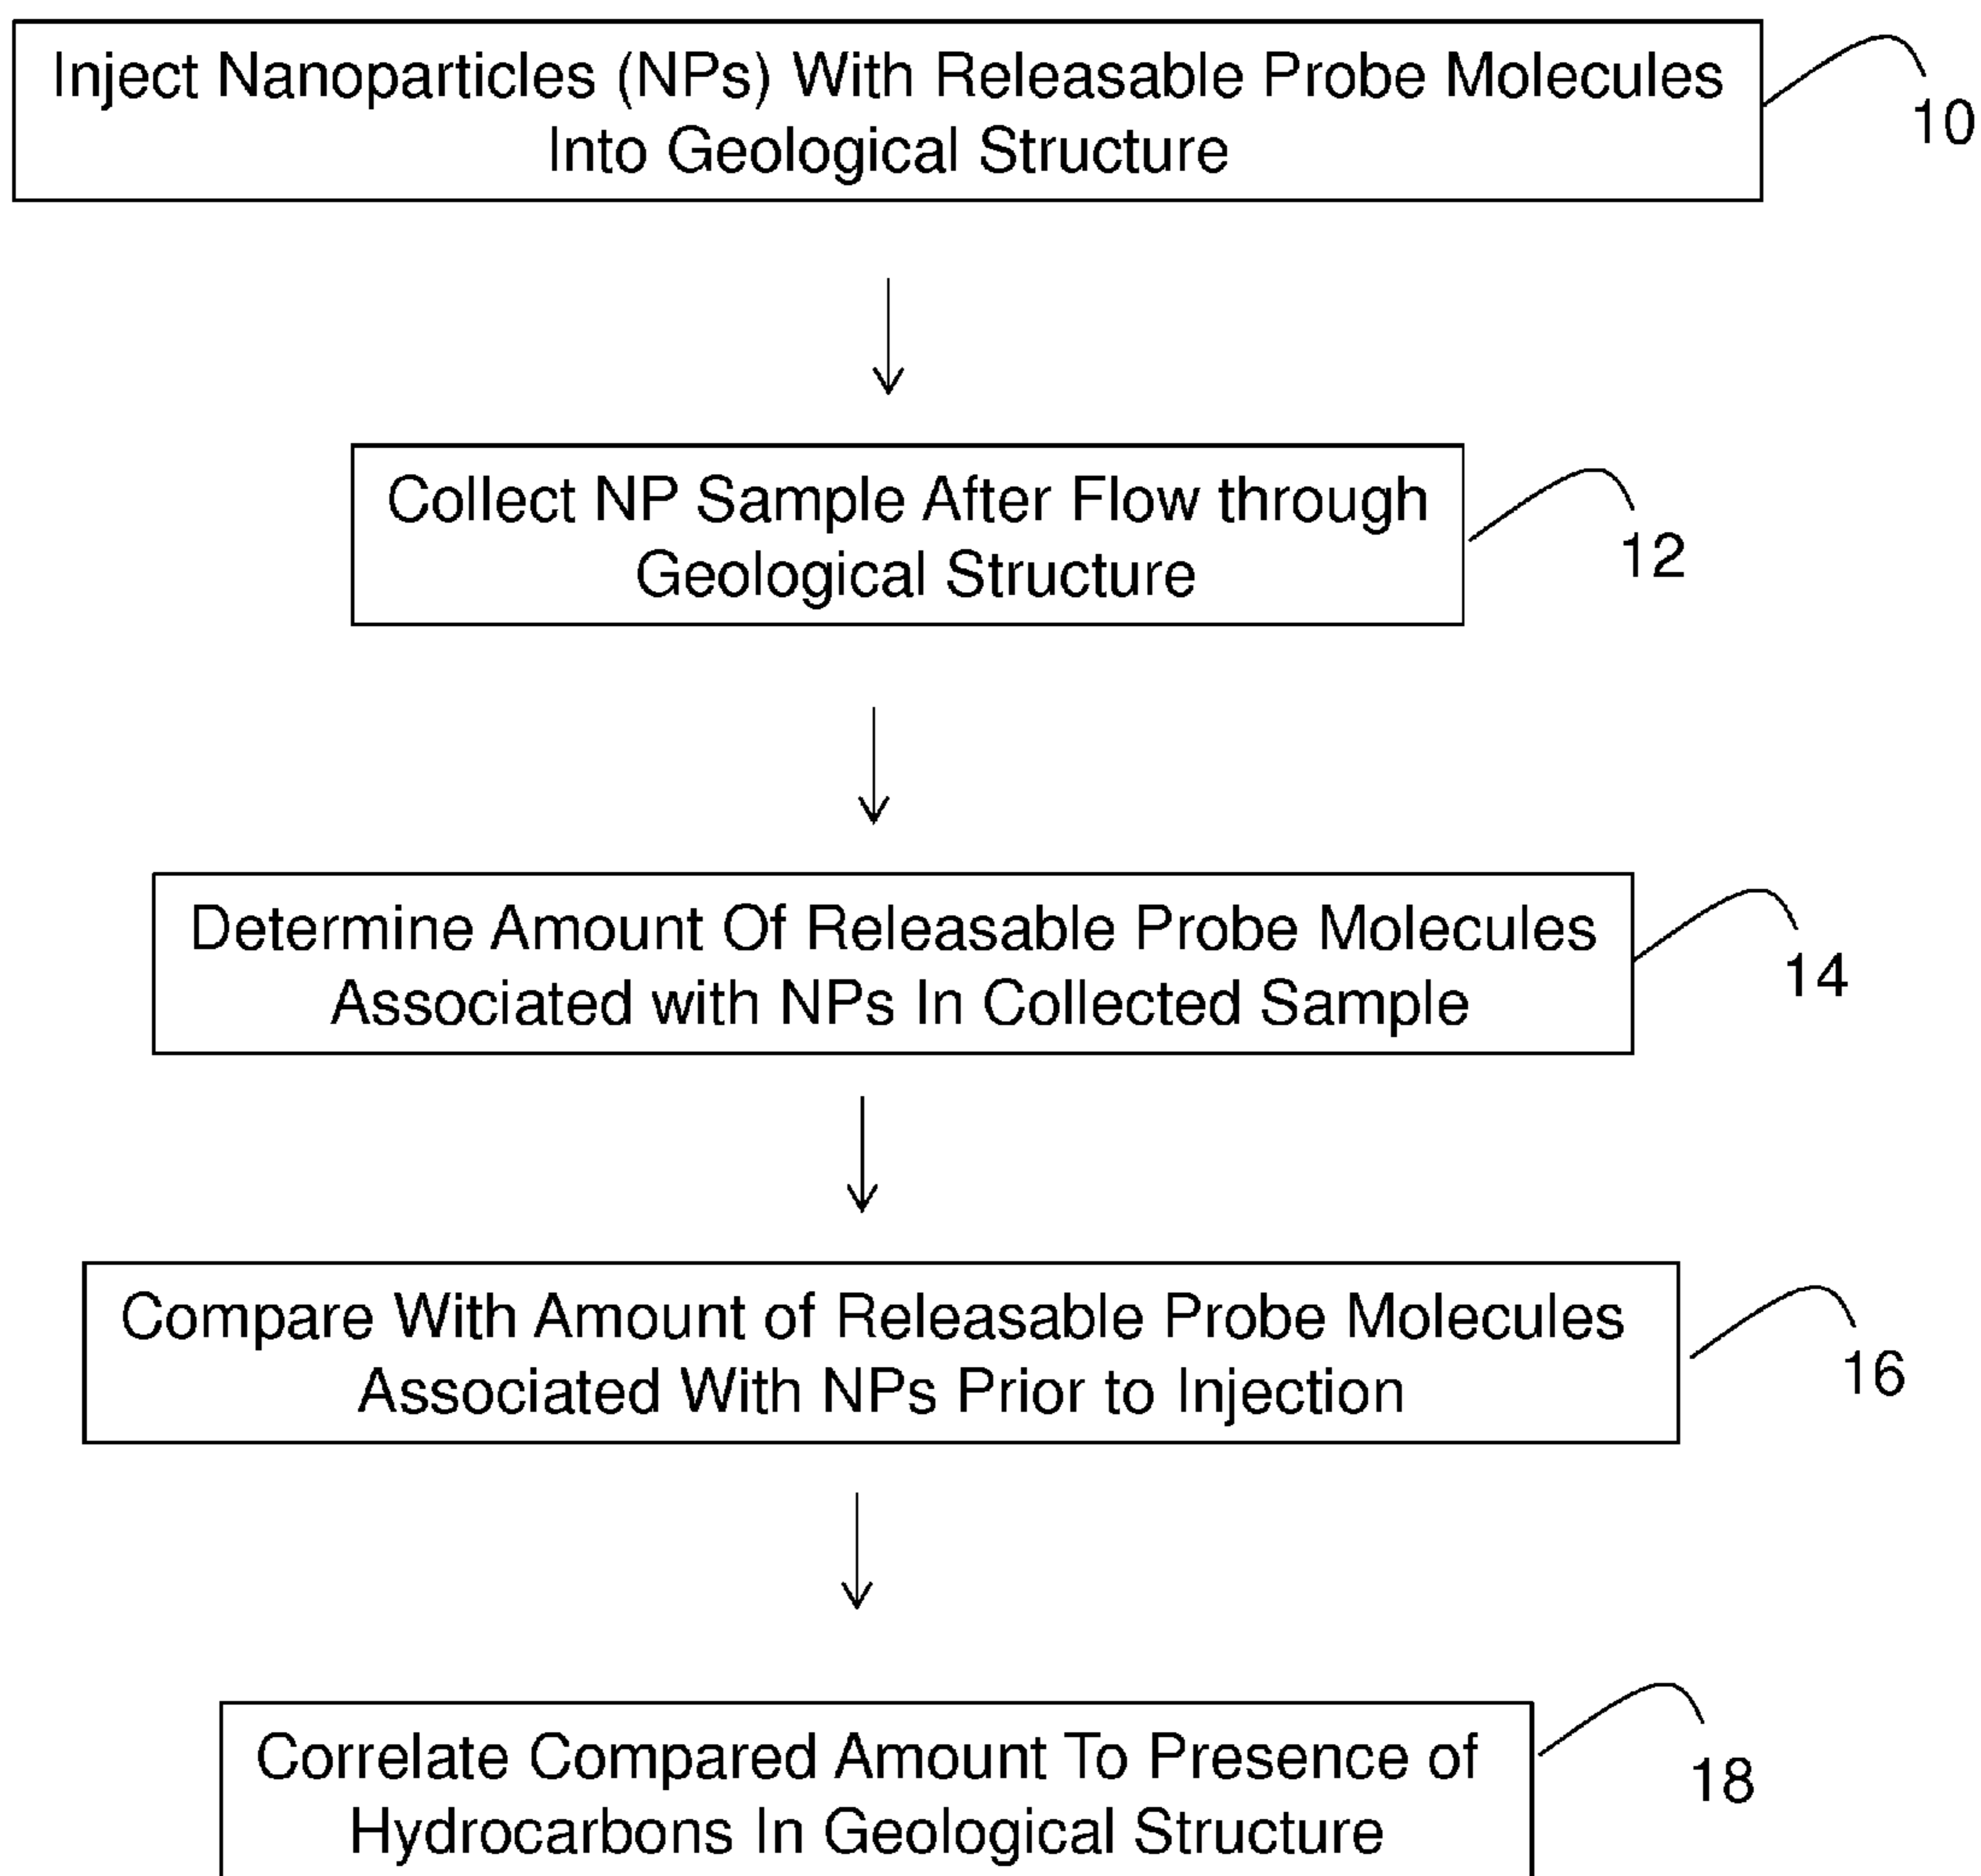 Inject Nanoparticles (NPs) With Releasable Probe Molecules
Into Geological Structure
10
Collect NP Sample After Flow through
Geological Structure
12
Determine Amount Of Releasable Probe Molecules
Associated with NPs In Collected Sample
14
Compare With Amount of Releasable Probe Molecules
Associated With NPs Prior to Injection
16
Correlate Compared Amount To Presence of
Hydrocarbons In Geological Structure
18